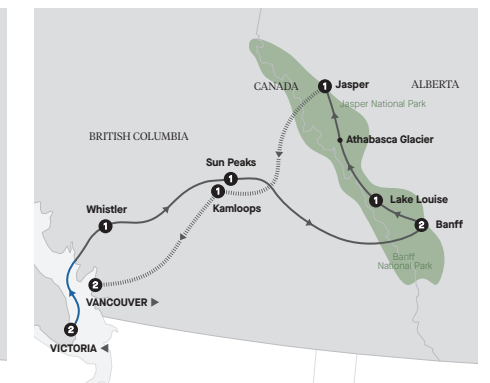 1 Jasper
CANADA
ALBERTA
Jasper National Park
BRITISH COLUMBIA
Athabasca Glacier
Sun Peaks
1
1
Kamloops
1 Lake Louise
Whistler
1
2 Banff
Banff
National Park
2
VANCOUVER ▶
2
VICTORIA ◀